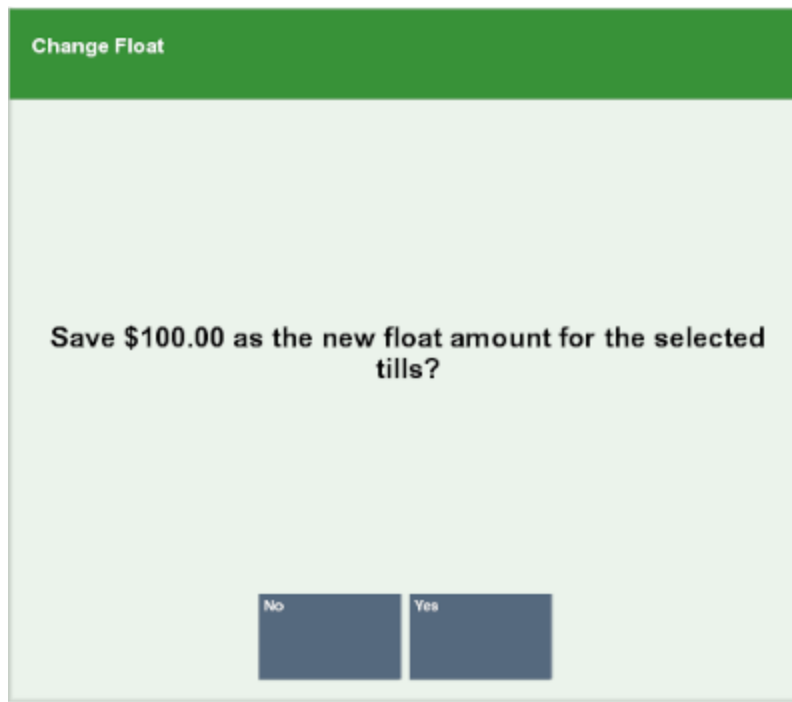 Change Float
Save $100.00 as the new float amount for the selected
tills?
No
Yes